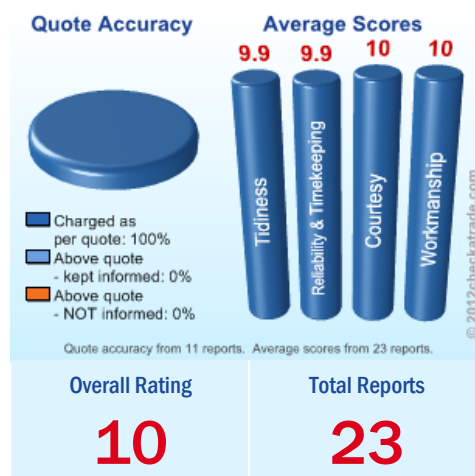 Quote Accuracy
Average Scores
9.9 9.9 10 10
Tidiness
Reliability & Timekeeping
Courtesy
Workmanship
Charged as
per quote: 100%
Above quote
- kept informed: 0%
Above quote
- NOT informed: 0%
© 2012checkatrade.com
Quote accuracy from 11 reports. Average scores from 23 reports.
Overall Rating
10
Total Reports
23